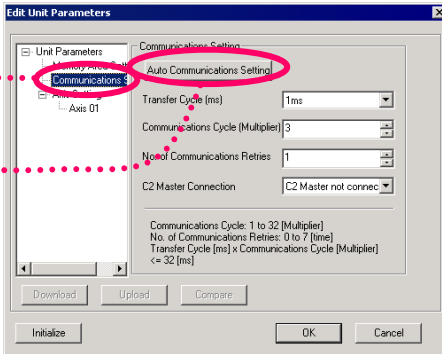 Edit Unit Parameters
Unit Parameters
Communications S
Axis 01
Communications Setting
Auto Communications Setting
Transfer Cycle (ms)
1ms
Communications Cycle (Multiplier)
3
No. of Communications Retries
1
C2 Master Connection
C2 Master not connec
Communications Cycle: 1 to 32 [Multiplier]
No. of Communications Retries: 0 to 7 [time]
Transfer Cycle [ms] x Communications Cycle [Multiplier]
<= 32 [ms]
Download
Upload
Compare
Initialize
OK
Cancel